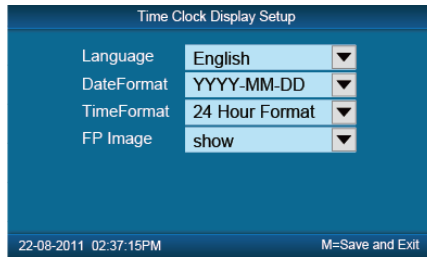 Time Clock Display Setup
Language English
DateFormat YYYY-MM-DD
TimeFormat 24 Hour Format
FP Image show
22-08-2011 02:37:15PM M=Save and Exit